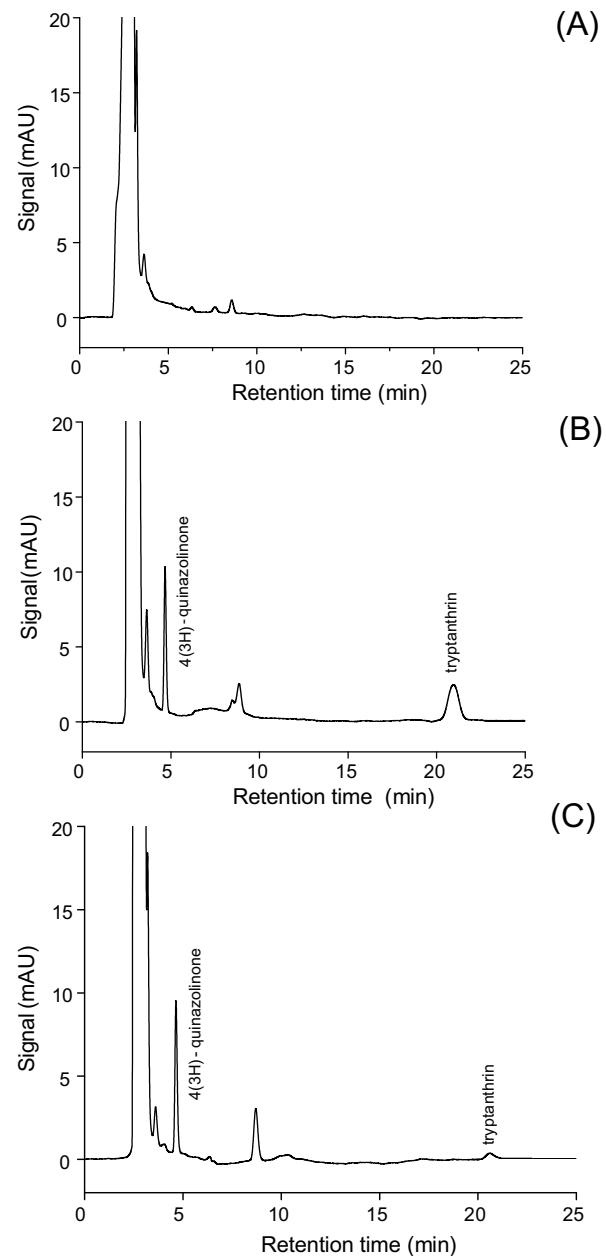 (A)
20
15
10
5
0
Signal (mAU)
0 5 10 15 20 25
Retention time (min)
(B)
20
15
10
5
0
Signal(mAU)
4(3H)-quinazolinone
tryptanthrin
0 5 10 15 20 25
Retention time (min)
(C)
20
15
10
5
0
Signal (mAU)
4(3H)-quinazolinone
tryptanthrin
0 5 10 15 20 25
Retention time (min)